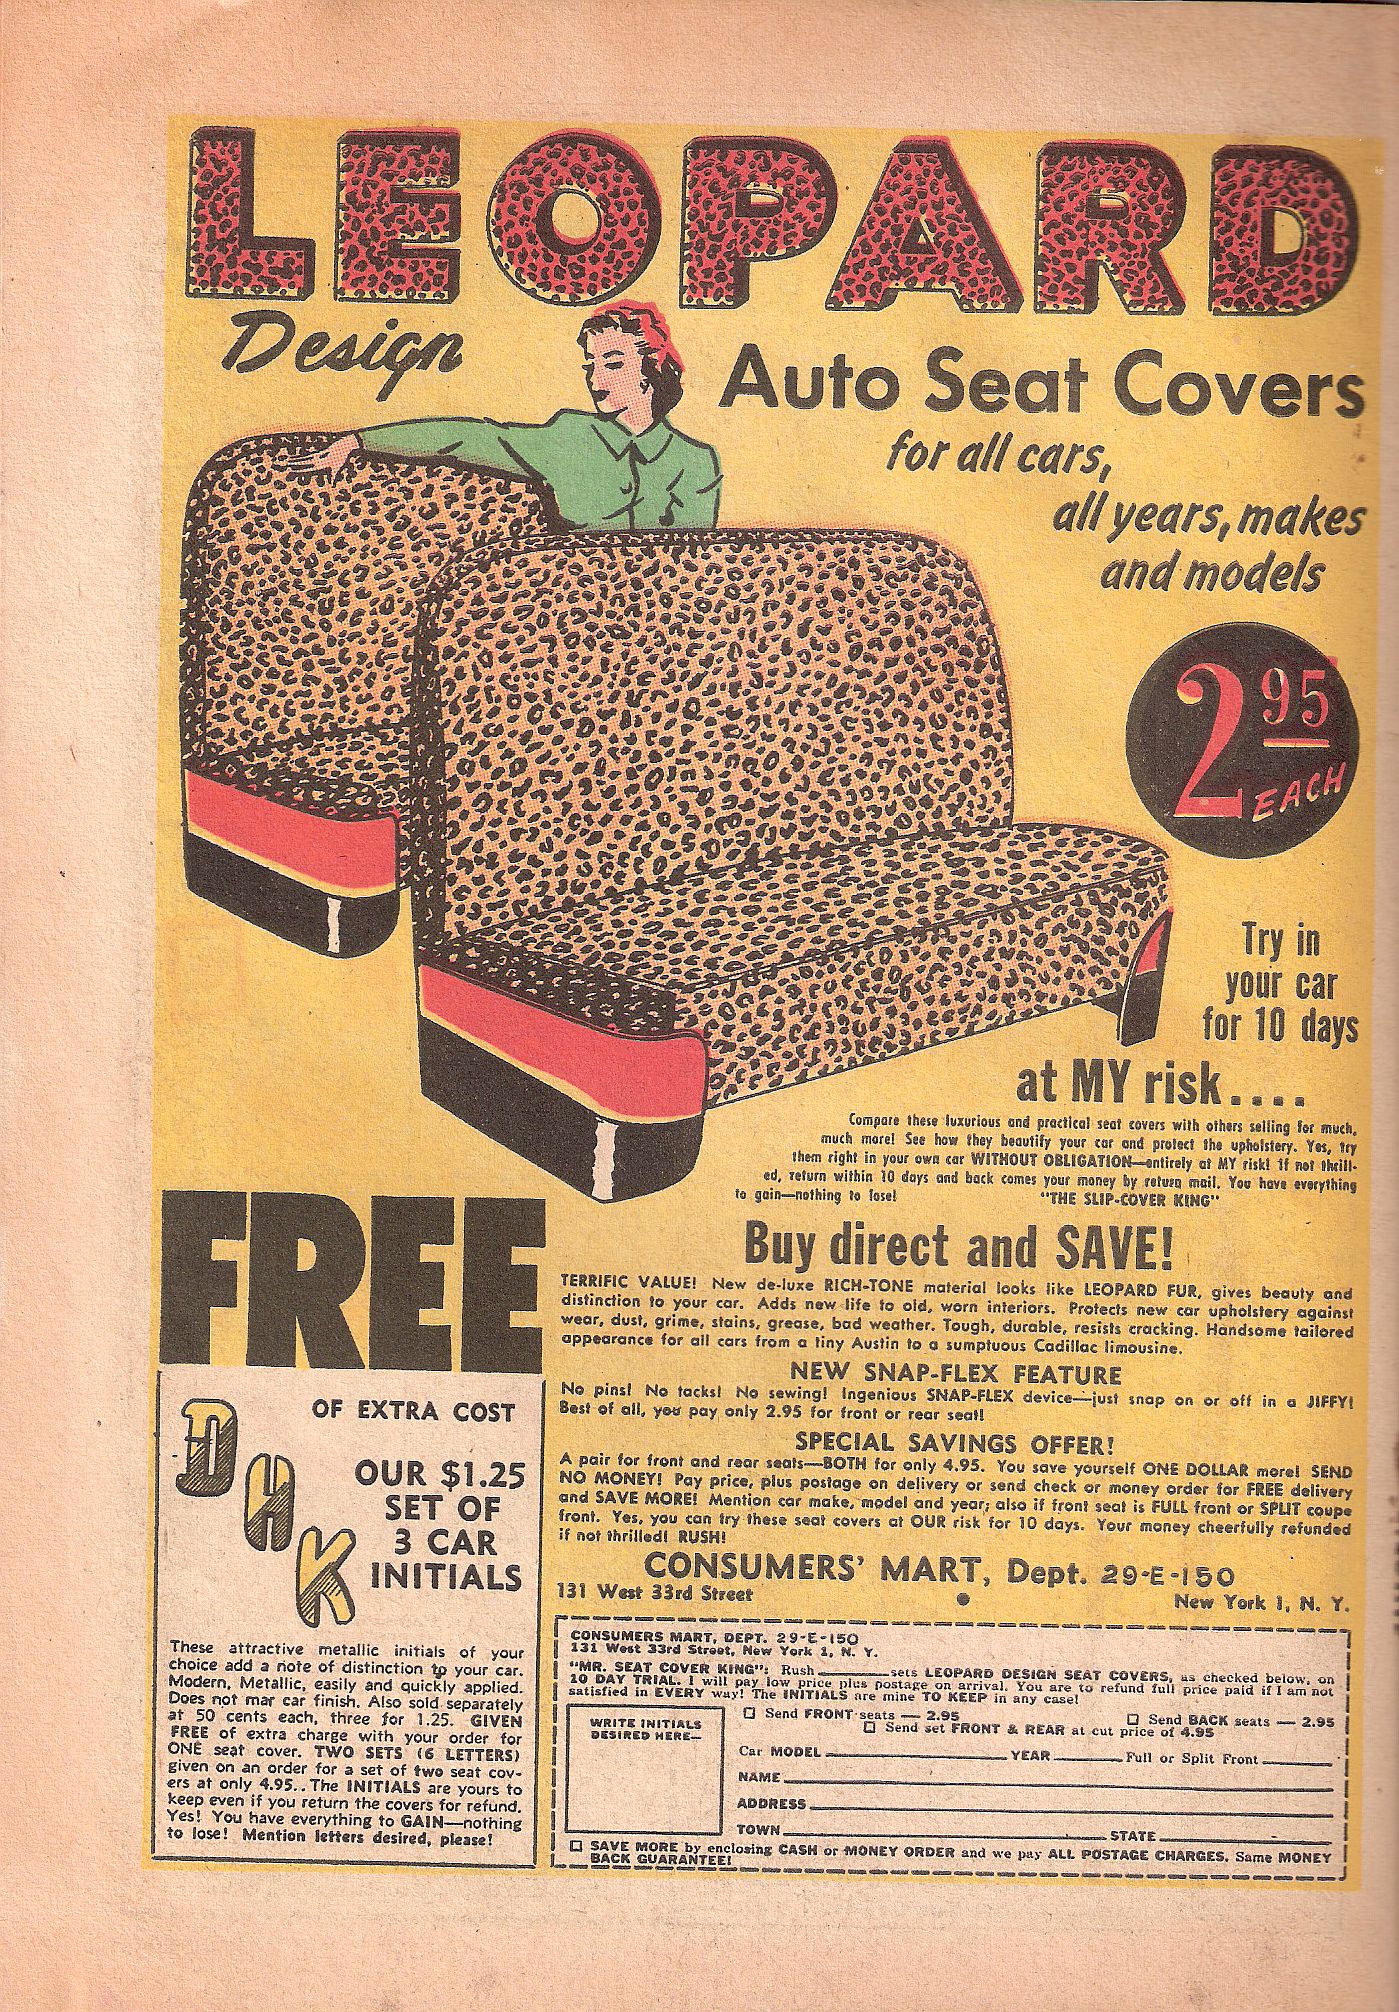 LEOPARD
Design
Auto Seat Covers
for all cars,
all years, makes
and models
2 95
EACH
Try in
your car
for 10 days
at MY risk....
Compare these luxurious and practical seat covers with others selling for much,
much more! See how they beautify your car and protect the upholstery. Yes, try
them right in your own car WITHOUT OBLIGATION—entirely at MY risk! If not thrill-
ed, return within 10 days and back comes your money by return mail. You have everything
to gain—nothing to lose! "THE SLIP-COVER KING"
Buy direct and SAVE!
TERRIFIC VALUE! New de-luxe RICH-TONE material looks like LEOPARD FUR, gives beauty and
distinction to your car. Adds new life to old, worn interiors. Protects new car upholstery against
wear, dust, grime, stains, grease, bad weather. Tough, durable, resists cracking. Handsome tailored
appearance for all cars from a tiny Austin to a sumptuous Cadillac limousine.
NEW SNAP-FLEX FEATURE
No pins! No tacks! No sewing! Ingenious SNAP-FLEX device—just snap on or off in a JIFFY!
Best of all, you pay only 2.95 for front or rear seat!
SPECIAL SAVINGS OFFER!
A pair for front and rear seats—BOTH for only 4.95. You save yourself ONE DOLLAR more! SEND
NO MONEY! Pay price, plus postage on delivery or send check or money order for FREE delivery
and SAVE MORE! Mention car make, model and year; also if front seat is FULL front or SPLIT coupe
front. Yes, you can try these seat covers at OUR risk for 10 days. Your money cheerfully refunded
if not thrilled! RUSH!
CONSUMERS' MART, Dept. 29-E-150
131 West 33rd Street • New York 1, N. Y.
FREE
OF EXTRA COST
D H K
OUR $1.25
SET OF
3 CAR
INITIALS
These attractive metallic initials of your
choice add a note of distinction to your car.
Modern, Metallic, easily and quickly applied.
Does not mar car finish. Also sold separately
at 50 cents each, three for 1.25. GIVEN
FREE of extra charge with your order for
ONE seat cover. TWO SETS (6 LETTERS)
given on an order for a set of two seat cov-
ers at only 4.95.. The INITIALS are yours to
keep even if you return the covers for refund.
Yes! You have everything to GAIN—nothing
to lose! Mention letters desired, please!
CONSUMERS MART, DEPT. 29-E-150
131 West 33rd Street, New York 1, N. Y.
"MR. SEAT COVER KING": Rush ______ sets LEOPARD DESIGN SEAT COVERS, as checked below, on
10 DAY TRIAL. I will pay low price plus postage on arrival. You are to refund full price paid if I am not
satisfied in EVERY way! The INITIALS are mine TO KEEP in any case!
WRITE INITIALS
DESIRED HERE—
☐ Send FRONT seats — 2.95 ☐ Send BACK seats — 2.95
☐ Send set FRONT & REAR at cut price of 4.95
Car MODEL ______ YEAR ______ Full or Split Front ______
NAME ______
ADDRESS ______
TOWN ______ STATE ______
☐ SAVE MORE by enclosing CASH or MONEY ORDER and we pay ALL POSTAGE CHARGES. Same MONEY
BACK GUARANTEE!